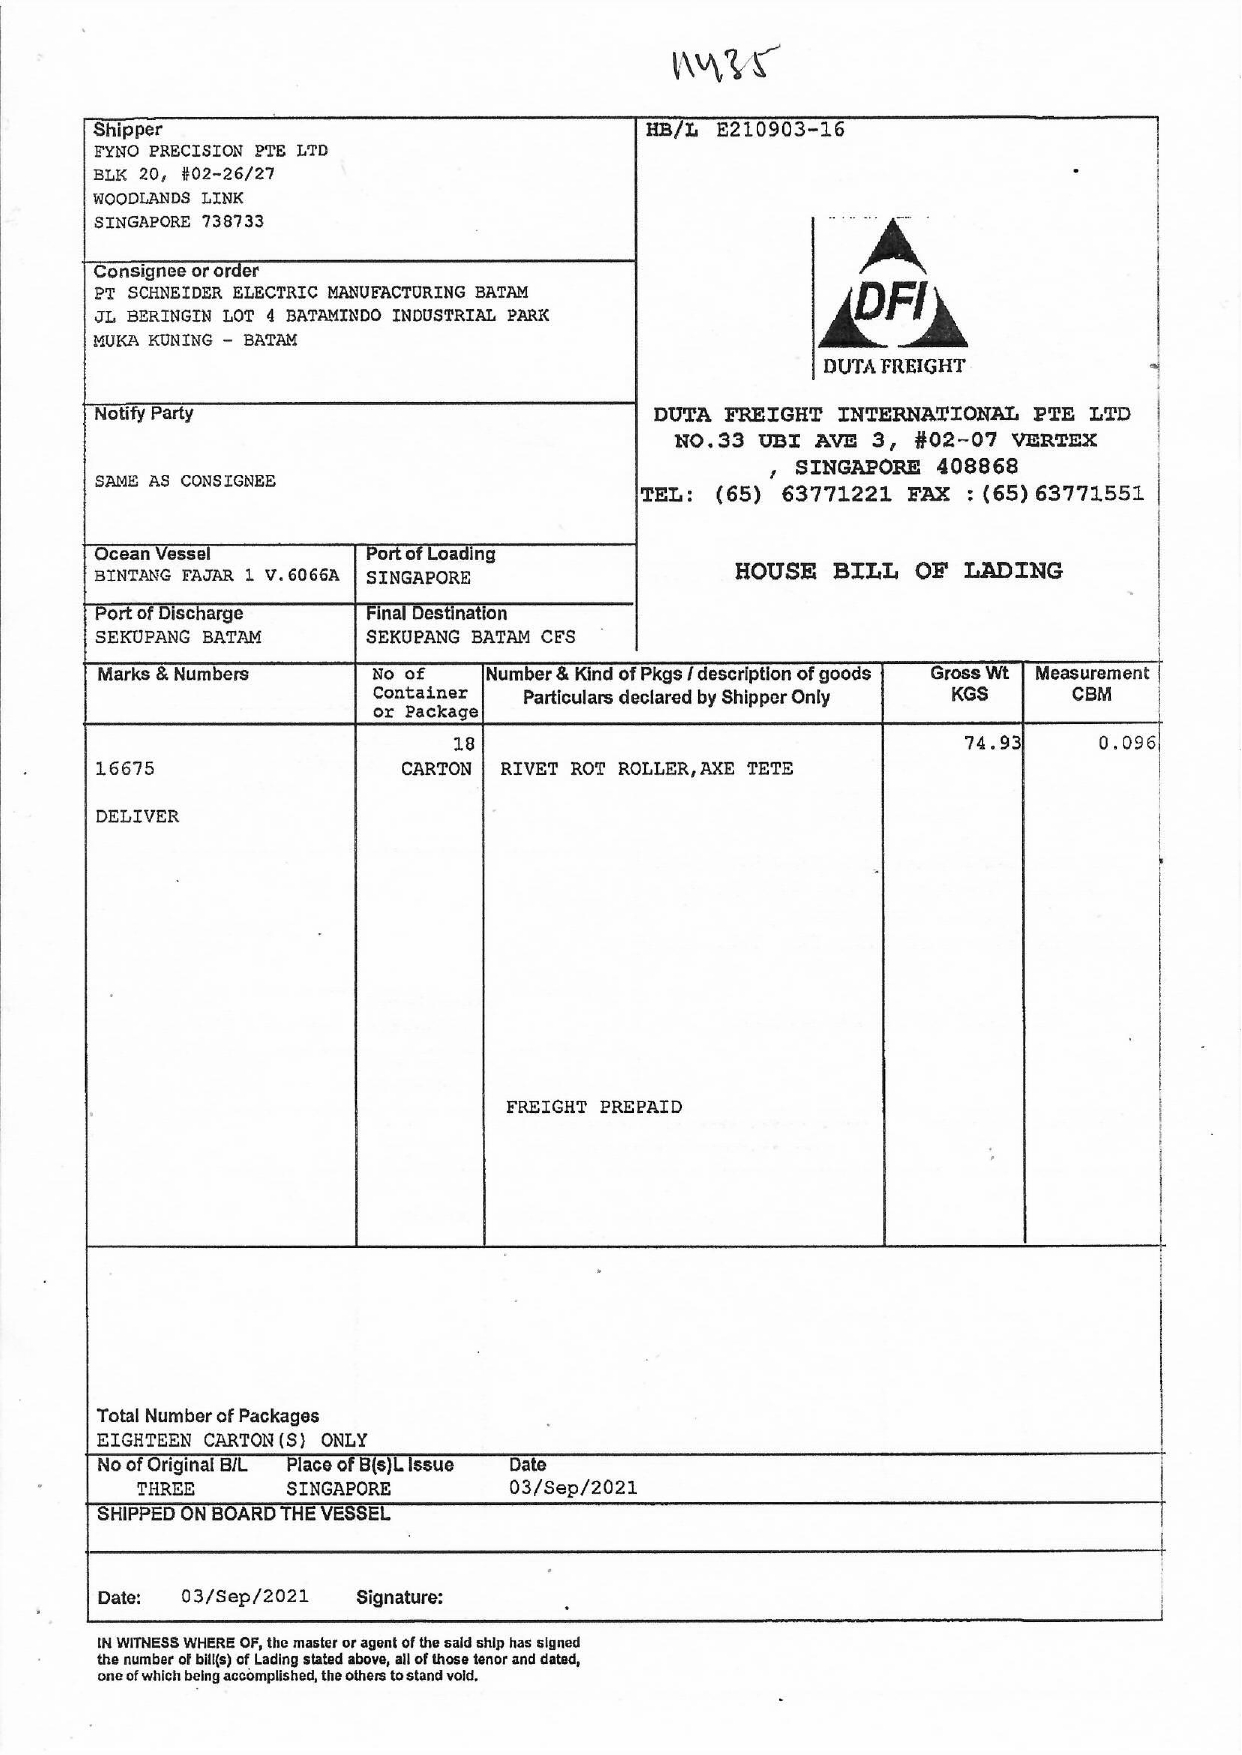 11435
Shipper
FYNO PRECISION PTE LTD
BLK 20, #02-26/27
WOODLANDS LINK
SINGAPORE 738733
HB/L E210903-16
Consignee or order
PT SCHNEIDER ELECTRIC MANUFACTURING BATAM
JL BERINGIN LOT 4 BATAMINDO INDUSTRIAL PARK
MUKA KUNING - BATAM
DFI
DUTA FREIGHT
Notify Party
SAME AS CONSIGNEE
DUTA FREIGHT INTERNATIONAL PTE LTD
NO.33 UBI AVE 3, #02-07 VERTEX
, SINGAPORE 408868
TEL: (65) 63771221 FAX :(65)63771551
Ocean Vessel Port of Loading
BINTANG FAJAR 1 V.6066A SINGAPORE
HOUSE BILL OF LADING
Port of Discharge Final Destination
SEKUPANG BATAM SEKUPANG BATAM CFS
Marks & Numbers No of Container or Package Number & Kind of Pkgs / description of goods Particulars declared by Shipper Only Gross Wt KGS Measurement CBM
18 74.93 0.096
16675 CARTON RIVET ROT ROLLER,AXE TETE
DELIVER
FREIGHT PREPAID
Total Number of Packages
EIGHTEEN CARTON(S) ONLY
No of Original B/L Place of B(s)L Issue Date
THREE SINGAPORE 03/Sep/2021
SHIPPED ON BOARD THE VESSEL
Date: 03/Sep/2021 Signature:
IN WITNESS WHERE OF, the master or agent of the said ship has signed
the number of bill(s) of Lading stated above, all of those tenor and dated,
one of which being accomplished, the others to stand void.